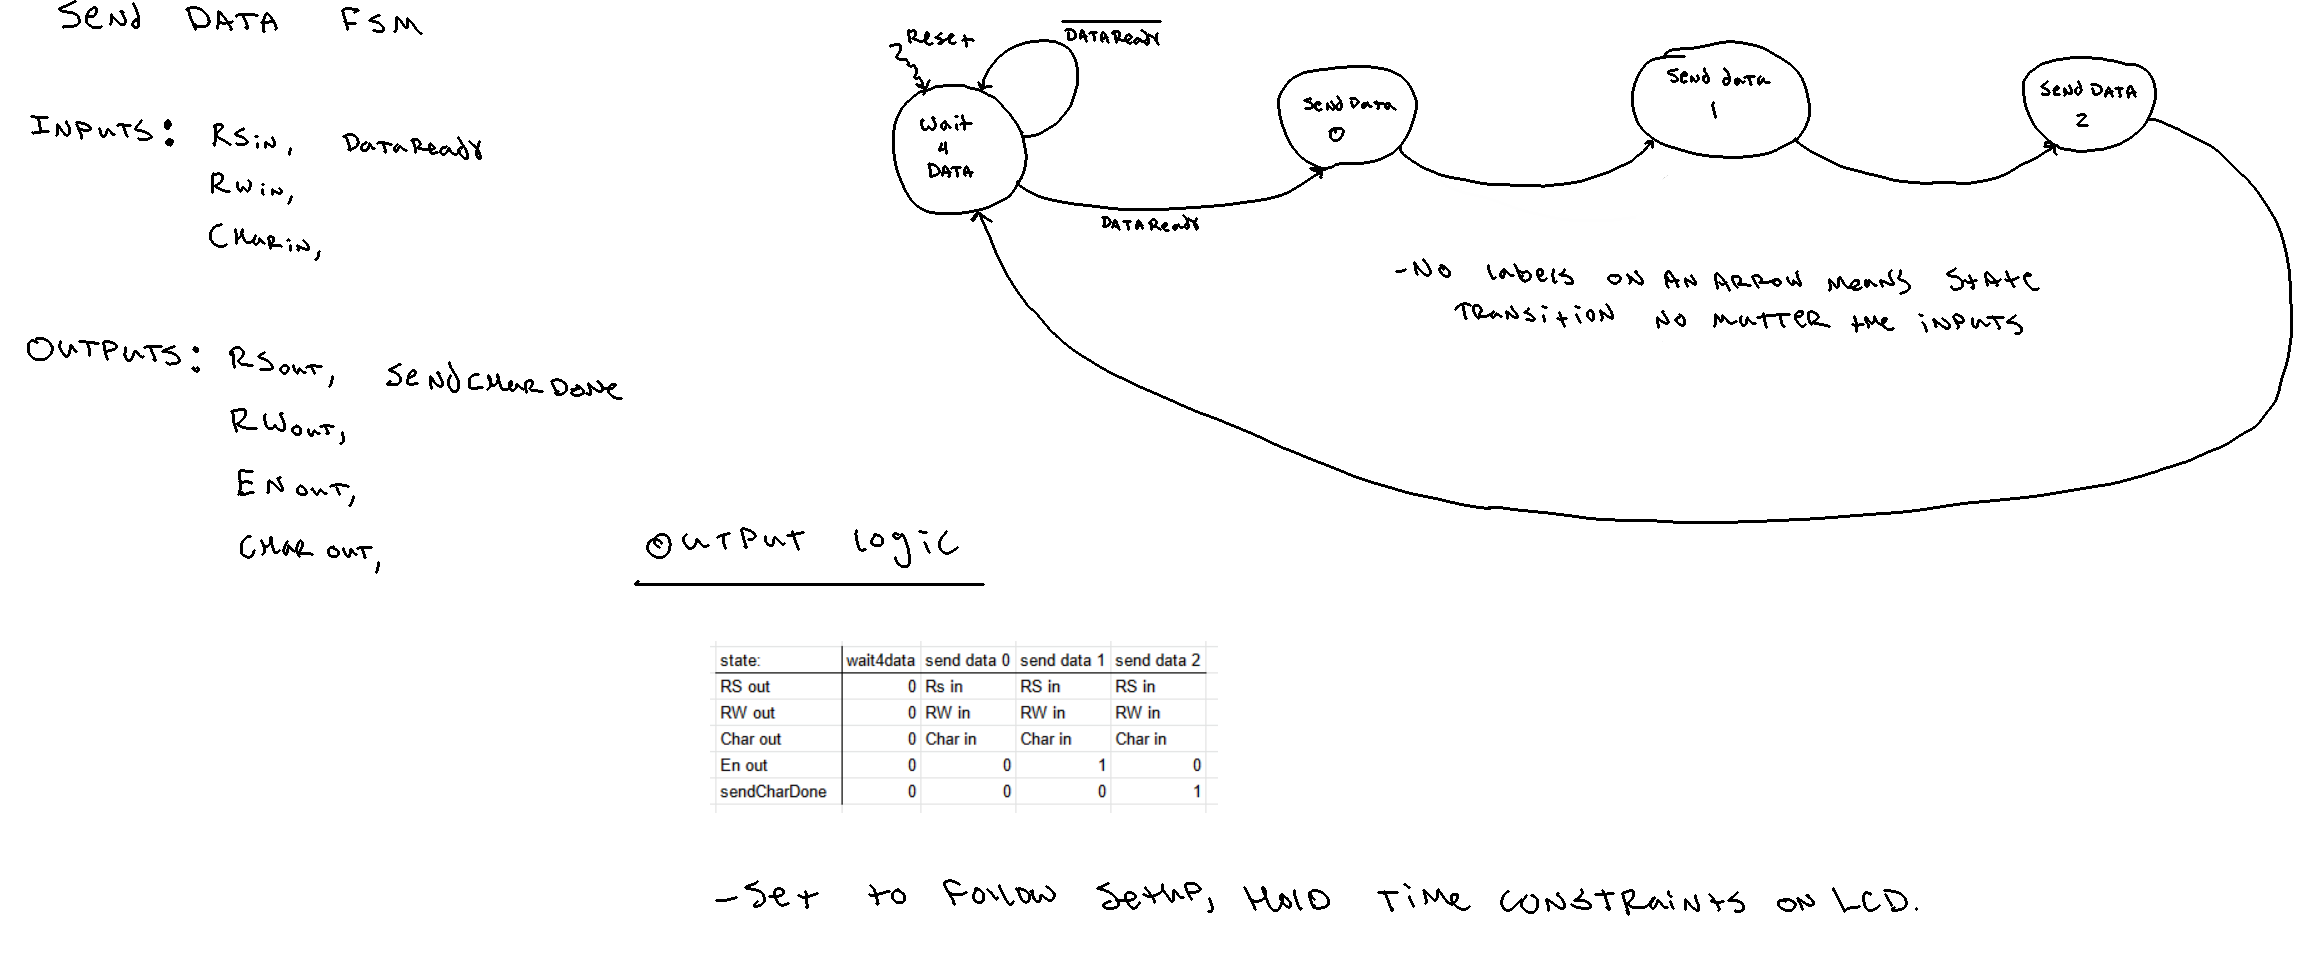 Send DATA FSM
INPUTS: RSin, DataReady
RWin,
CHARin,
OUTPUTS: RSout, SendCHARDone
RWout,
ENout,
CHAR out,
Reset
DATAReady
Wait
4
DATA
DATAReady
Send Data
0
Send data
1
Send DATA
2
-No labels on an arrow means state
transition no matter the inputs
Output logic
state: wait4data send data 0 send data 1 send data 2
RS out 0 Rs in RS in RS in
RW out 0 RW in RW in RW in
Char out 0 Char in Char in Char in
En out 0 0 1 0
sendCharDone 0 0 0 1
-Set to follow setup, hold time constraints on LCD.